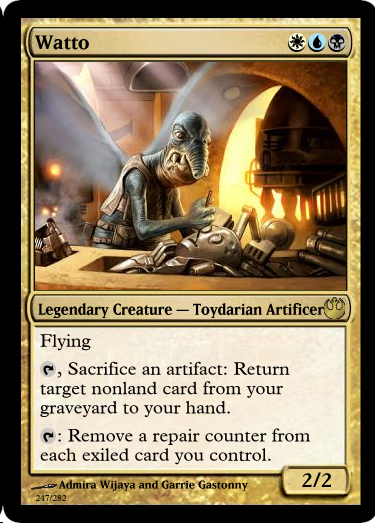 Watto
Legendary Creature — Toydarian Artificer
Flying
, Sacrifice an artifact: Return
target nonland card from your
graveyard to your hand.
: Remove a repair counter from
each exiled card you control.
2/2
Admira Wijaya and Garrie Gastonny
247/282